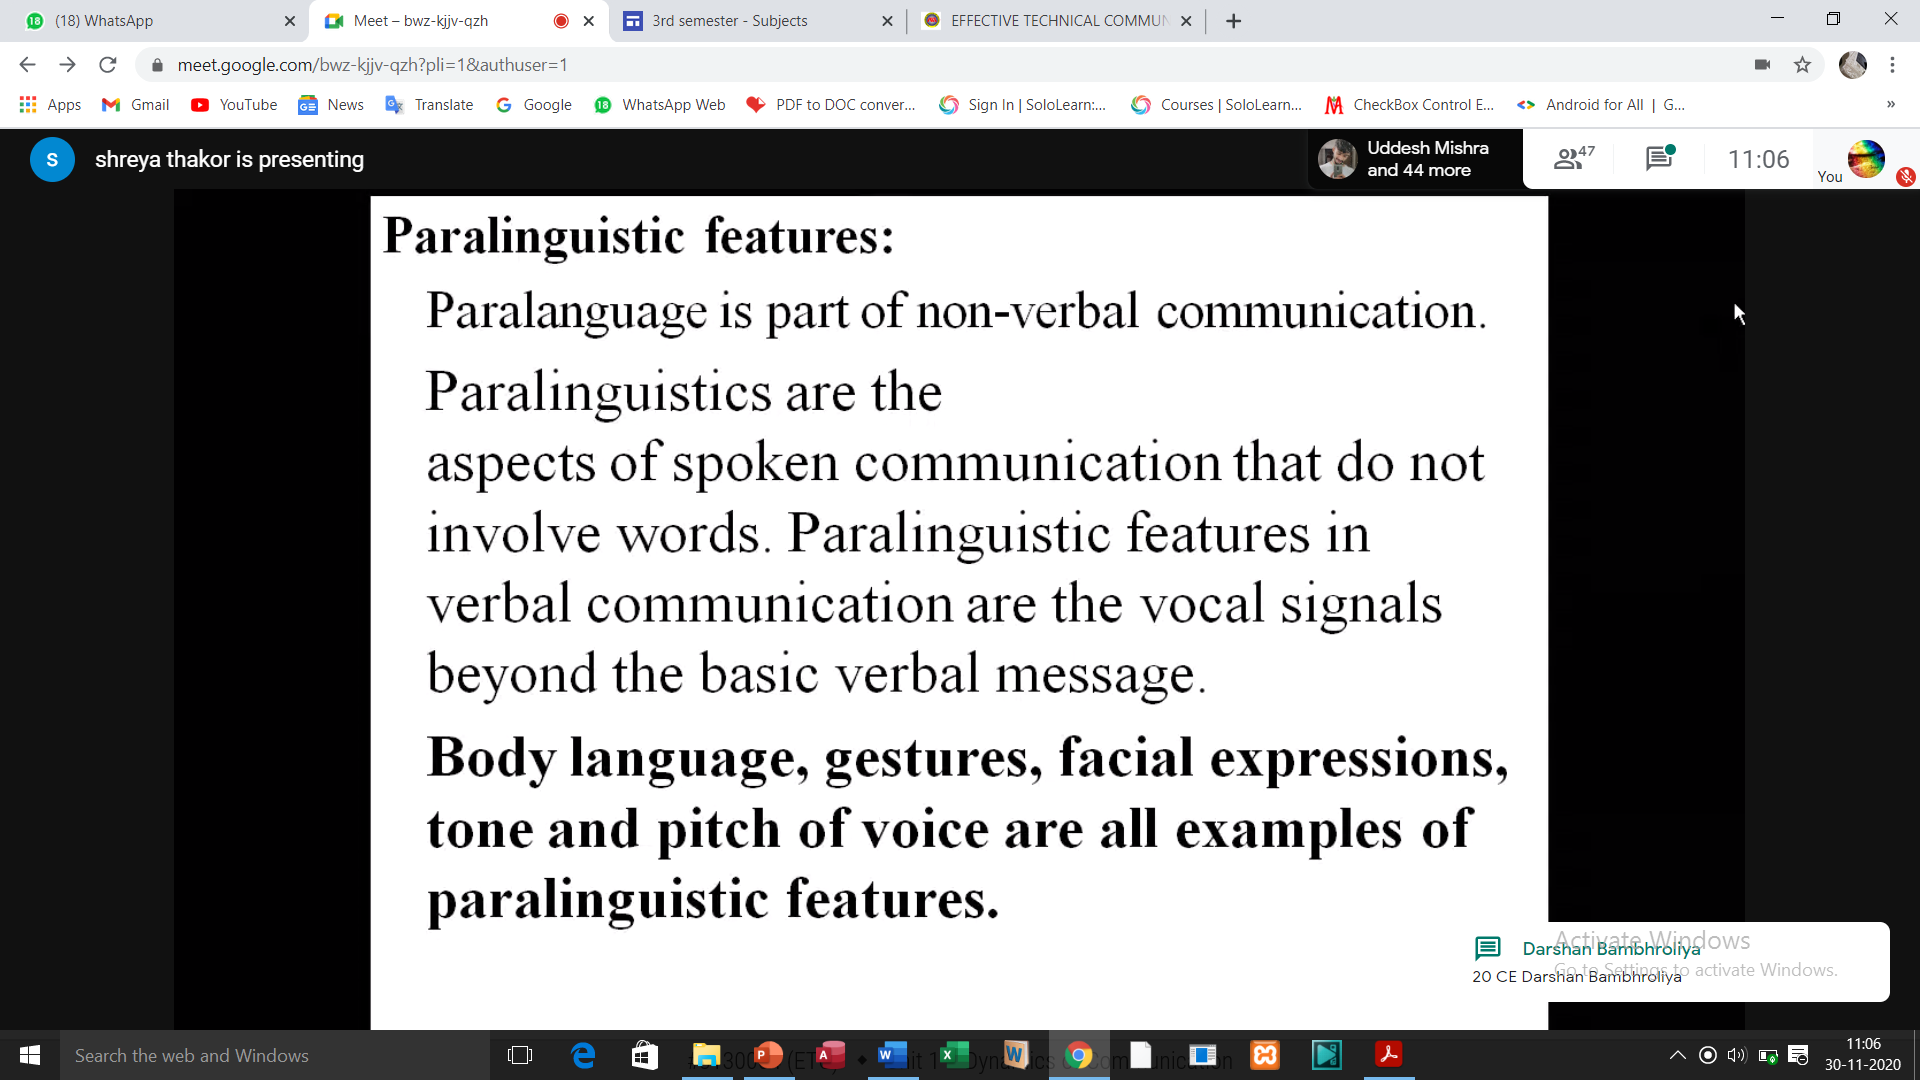 (18) WhatsApp
Meet – bwz-kjjv-qzh
3rd semester - Subjects
EFFECTIVE TECHNICAL COMMUN
meet.google.com/bwz-kjjv-qzh?pli=1&authuser=1
Apps Gmail YouTube News Translate Google WhatsApp Web PDF to DOC conver... Sign In | SoloLearn:... Courses | SoloLearn... CheckBox Control E... Android for All | G... »
S shreya thakor is presenting
Uddesh Mishra
and 44 more
47
11:06
You
Paralinguistic features:
Paralanguage is part of non-verbal communication.
Paralinguistics are the
aspects of spoken communication that do not
involve words. Paralinguistic features in
verbal communication are the vocal signals
beyond the basic verbal message.
Body language, gestures, facial expressions,
tone and pitch of voice are all examples of
paralinguistic features.
Activate Windows
Go to Settings to activate Windows.
Darshan Bambhroliya
20 CE Darshan Bambhroliya
Search the web and Windows
11:06
30-11-2020